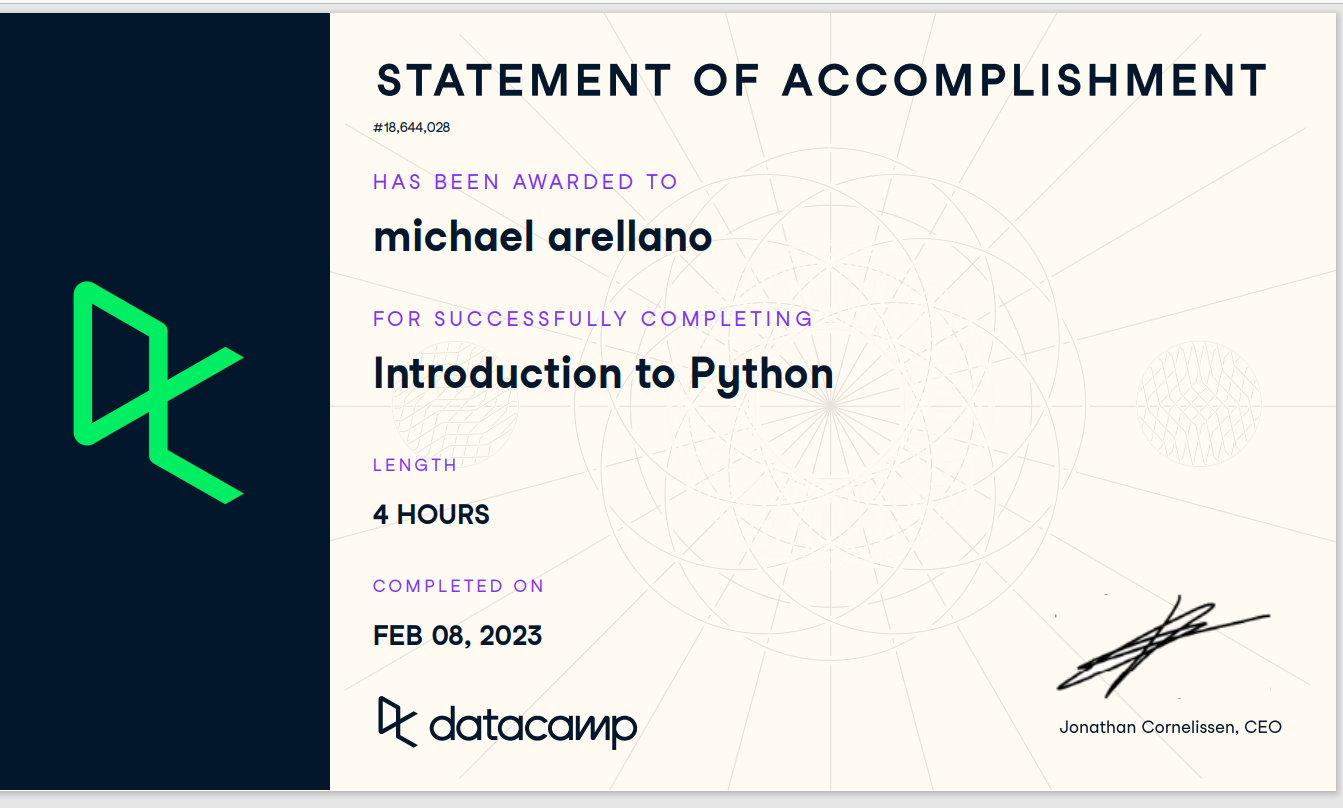 STATEMENT OF ACCOMPLISHMENT
#18,644,028
HAS BEEN AWARDED TO
michael arellano
FOR SUCCESSFULLY COMPLETING
Introduction to Python
LENGTH
4 HOURS
COMPLETED ON
FEB 08, 2023
datacamp
Jonathan Cornelissen, CEO